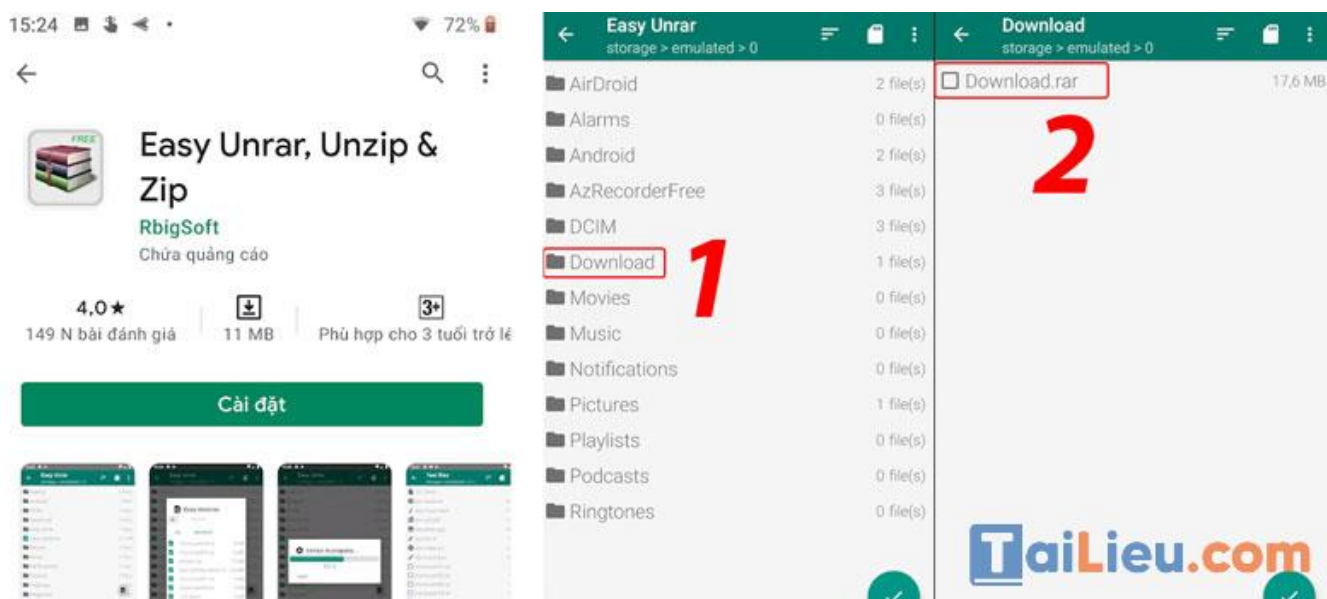 15:24
72%
FREE
Easy Unrar, Unzip &
Zip
RbigSoft
Chứa quảng cáo
4,0★
149 N bài đánh giá
11 MB
3+
Phù hợp cho 3 tuổi trở lê
Cài đặt
Easy Unrar
storage > emulated > 0
AirDroid 2 file(s)
Alarms 0 file(s)
Android 2 file(s)
AzRecorderFree 3 file(s)
DCIM 3 file(s)
Download 1 file(s)
Movies 0 file(s)
Music 0 file(s)
Notifications 0 file(s)
Pictures 1 file(s)
Playlists 0 file(s)
Podcasts 0 file(s)
Ringtones 0 file(s)
1
Download
storage > emulated > 0
Download.rar 17,6 MB
2
TaiLieu.com